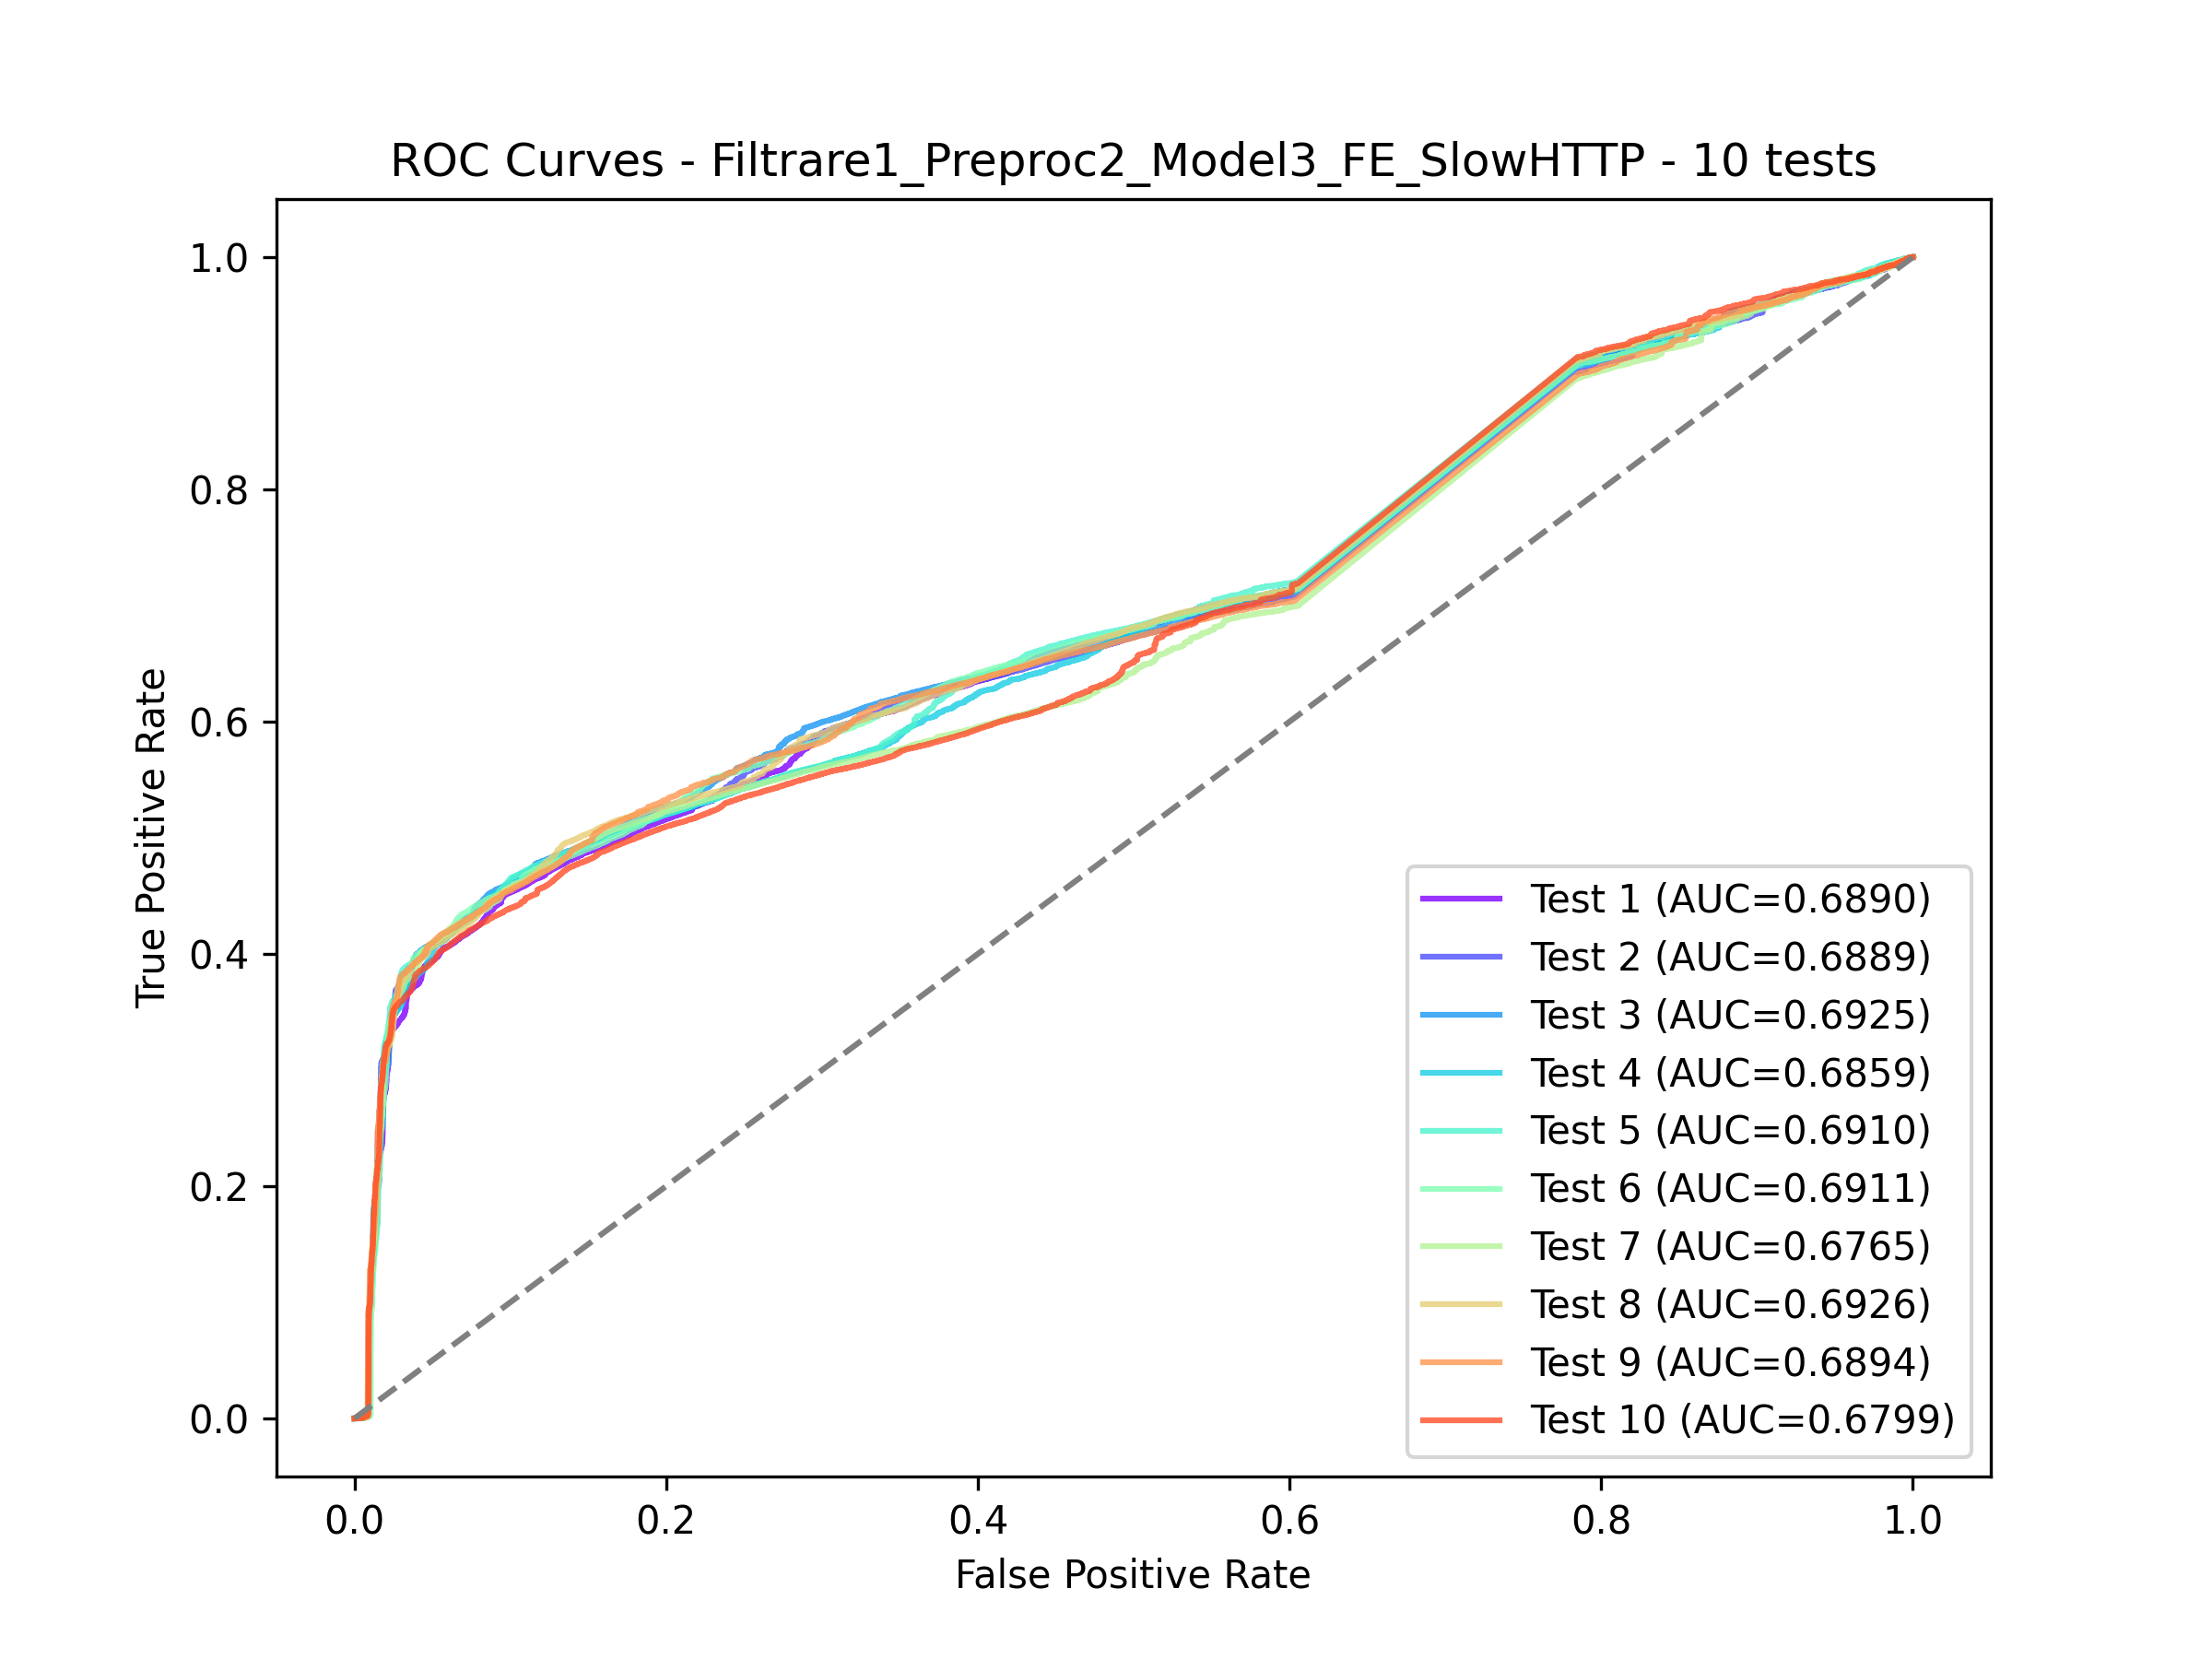 ROC Curves - Filtrare1_Preproc2_Model3_FE_SlowHTTP - 10 tests
True Positive Rate
1.0
0.8
0.6
0.4
0.2
0.0
Test 1 (AUC=0.6890)
Test 2 (AUC=0.6889)
Test 3 (AUC=0.6925)
Test 4 (AUC=0.6859)
Test 5 (AUC=0.6910)
Test 6 (AUC=0.6911)
Test 7 (AUC=0.6765)
Test 8 (AUC=0.6926)
Test 9 (AUC=0.6894)
Test 10 (AUC=0.6799)
0.0 0.2 0.4 0.6 0.8 1.0
False Positive Rate